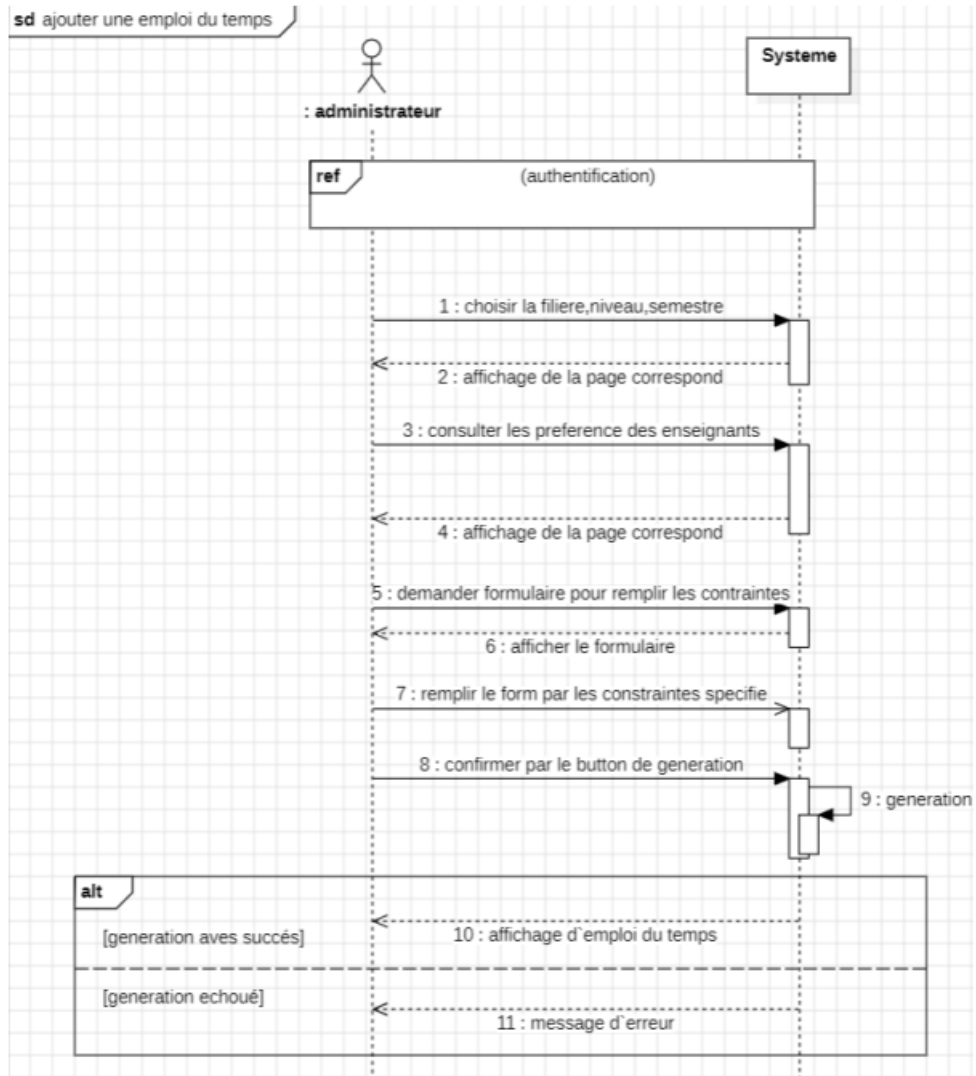 sd ajouter une emploi du temps
Systeme
: administrateur
ref
(authentification)
1 : choisir la filiere,niveau,semestre
2 : affichage de la page correspond
3 : consulter les preference des enseignants
4 : affichage de la page correspond
5 : demander formulaire pour remplir les contraintes
6 : afficher le formulaire
7 : remplir le form par les constraintes specifie
8 : confirmer par le button de generation
9 : generation
alt
[generation aves succés]
10 : affichage d`emploi du temps
[generation echoué]
11 : message d`erreur